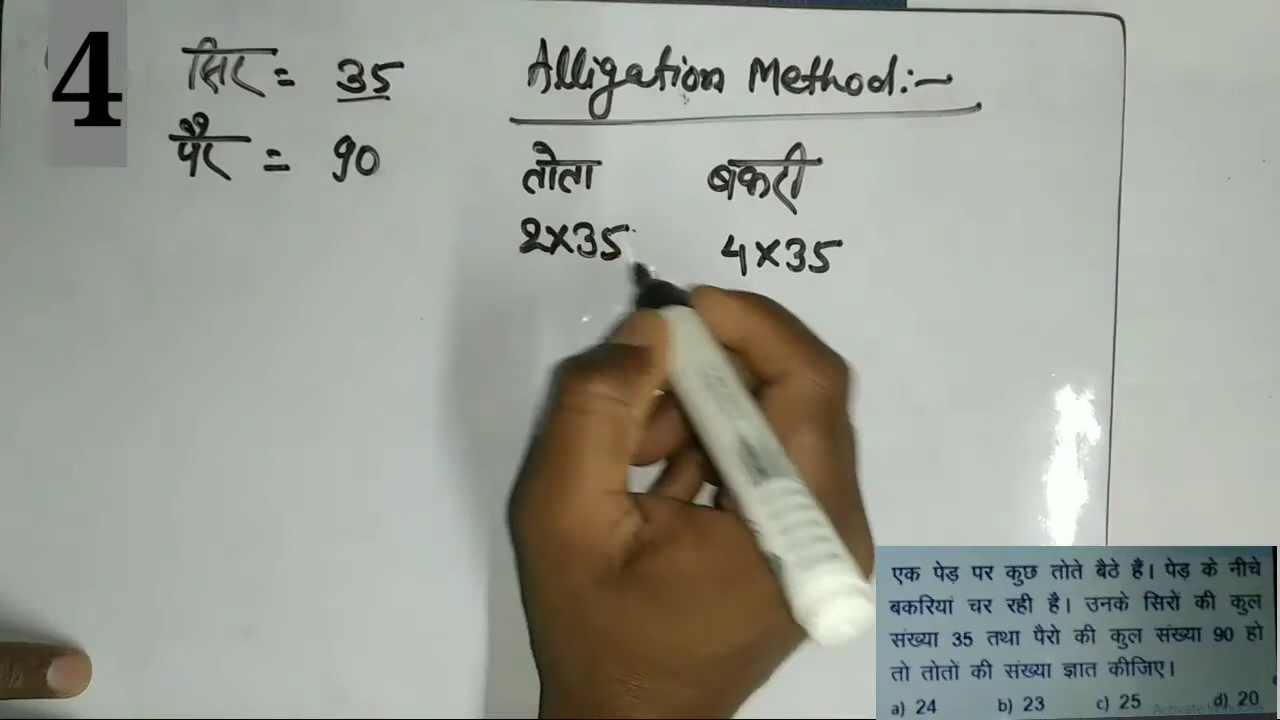 4
सिर = 35
पैर = 90
Alligation Method:-
तोता बकरी
2×35 4×35
एक पेड़ पर कुछ तोते बैठे हैं। पेड़ के नीचे
बकरियां चर रही है। उनके सिरों की कुल
संख्या 35 तथा पैरो की कुल संख्या 90 हो
तो तोतों की संख्या ज्ञात कीजिए।
a) 24 b) 23 c) 25 d) 20
Activate